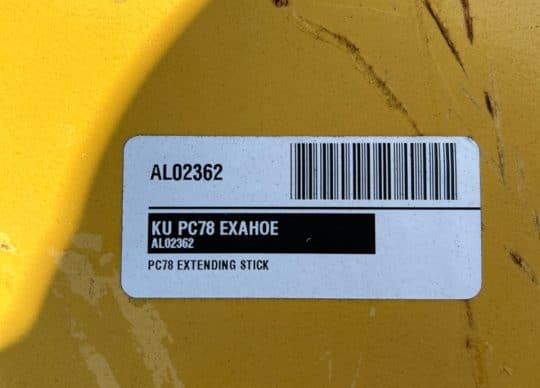 AL02362
KU PC78 EXAHOE
AL02362
PC78 EXTENDING STICK